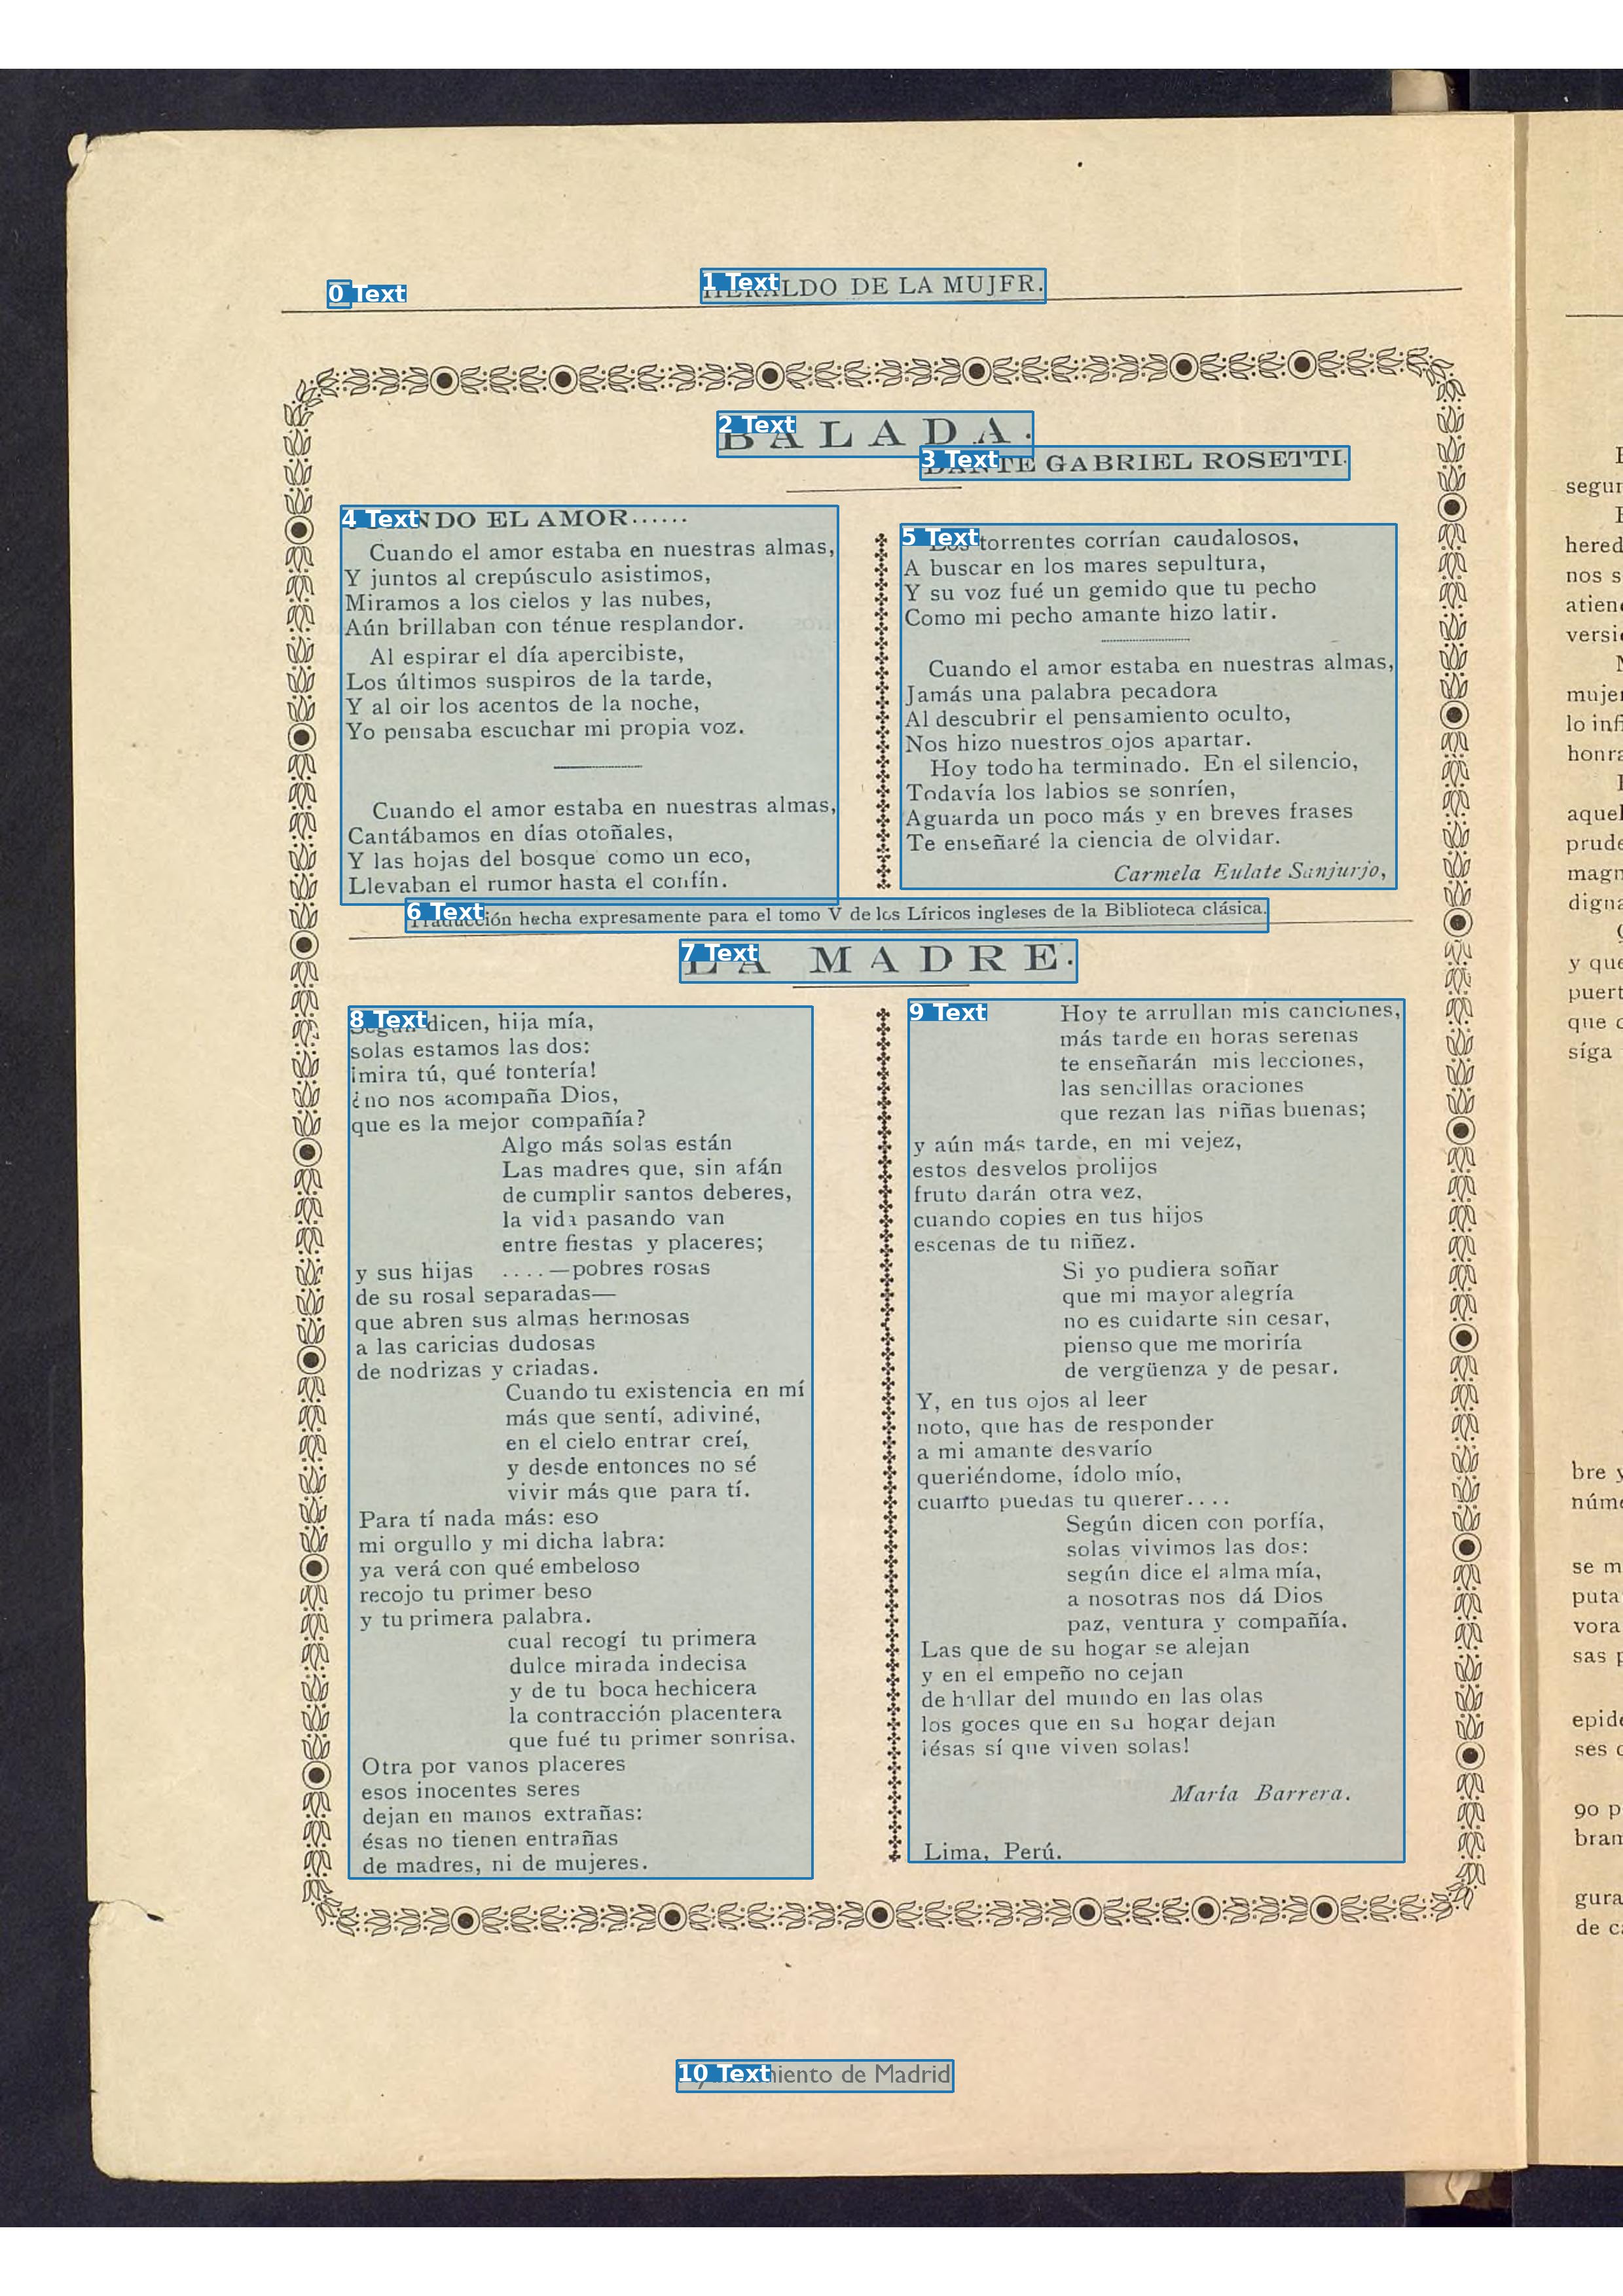 HERALDO DE LA MUJER.
BALADA.
DANTE GABRIEL ROSETTI.
CUANDO EL AMOR......
Cuando el amor estaba en nuestras almas,
Y juntos al crepúsculo asistimos,
Miramos a los cielos y las nubes,
Aún brillaban con ténue resplandor.
Al espirar el día apercibiste,
Los últimos suspiros de la tarde,
Y al oir los acentos de la noche,
Yo pensaba escuchar mi propia voz.
Cuando el amor estaba en nuestras almas,
Cantábamos en días otoñales,
Y las hojas del bosque como un eco,
Llevaban el rumor hasta el confín.
Los torrentes corrían caudalosos,
A buscar en los mares sepultura,
Y su voz fué un gemido que tu pecho
Como mi pecho amante hizo latir.
Cuando el amor estaba en nuestras almas,
Jamás una palabra pecadora
Al descubrir el pensamiento oculto,
Nos hizo nuestros ojos apartar.
Hoy todo ha terminado. En el silencio,
Todavía los labios se sonríen,
Aguarda un poco más y en breves frases
Te enseñaré la ciencia de olvidar.
Carmela Eulate Sanjurjo,
Traducción hecha expresamente para el tomo V de los Líricos ingleses de la Biblioteca clásica.
LA MADRE.
Según dicen, hija mía,
solas estamos las dos:
¡mira tú, qué tontería!
¿no nos acompaña Dios,
que es la mejor compañía?
Algo más solas están
Las madres que, sin afán
de cumplir santos deberes,
la vida pasando van
entre fiestas y placeres;
y sus hijas ....—pobres rosas
de su rosal separadas—
que abren sus almas hermosas
a las caricias dudosas
de nodrizas y criadas.
Cuando tu existencia en mí
más que sentí, adiviné,
en el cielo entrar creí,
y desde entonces no sé
vivir más que para tí.
Para tí nada más: eso
mi orgullo y mi dicha labra:
ya verá con qué embeloso
recojo tu primer beso
y tu primera palabra.
cual recogí tu primera
dulce mirada indecisa
y de tu boca hechicera
la contracción placentera
que fué tu primer sonrisa.
Otra por vanos placeres
esos inocentes seres
dejan en manos extrañas:
ésas no tienen entrañas
de madres, ni de mujeres.
Hoy te arrullan mis canciones,
más tarde en horas serenas
te enseñarán mis lecciones,
las sencillas oraciones
que rezan las niñas buenas;
y aún más tarde, en mi vejez,
estos desvelos prolijos
fruto darán otra vez,
cuando copies en tus hijos
escenas de tu niñez.
Si yo pudiera soñar
que mi mayor alegría
no es cuidarte sin cesar,
pienso que me moriría
de vergüenza y de pesar.
Y, en tus ojos al leer
noto, que has de responder
a mi amante desvarío
queriéndome, ídolo mío,
cuanto puedas tu querer....
Según dicen con porfía,
solas vivimos las dos:
según dice el alma mía,
a nosotras nos dá Dios
paz, ventura y compañía.
Las que de su hogar se alejan
y en el empeño no cejan
de hallar del mundo en las olas
los goces que en su hogar dejan
¡ésas sí que viven solas!
María Barrera.
Lima, Perú.
Ayuntamiento de Madrid